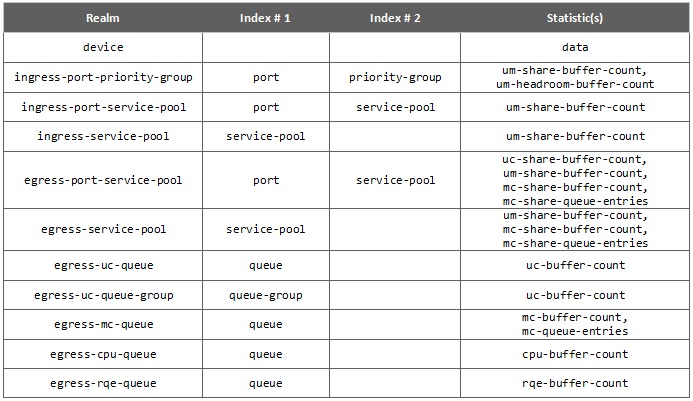 Realm Index # 1 Index # 2 Statistic(s)
device data
ingress-port-priority-group port priority-group um-share-buffer-count,
um-headroom-buffer-count
ingress-port-service-pool port service-pool um-share-buffer-count
ingress-service-pool service-pool um-share-buffer-count
egress-port-service-pool port service-pool uc-share-buffer-count,
um-share-buffer-count,
mc-share-buffer-count,
mc-share-queue-entries
egress-service-pool service-pool um-share-buffer-count,
mc-share-buffer-count,
mc-share-queue-entries
egress-uc-queue queue uc-buffer-count
egress-uc-queue-group queue-group uc-buffer-count
egress-mc-queue queue mc-buffer-count,
mc-queue-entries
egress-cpu-queue queue cpu-buffer-count
egress-rqe-queue queue rqe-buffer-count